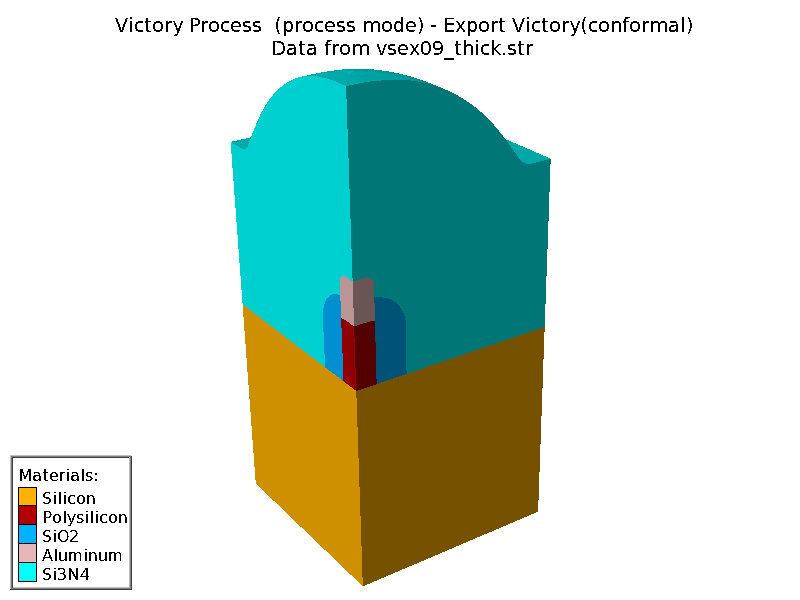 Victory Process  (process mode) - Export Victory(conformal)
Data from vsex09_thick.str
Materials:
Silicon
Polysilicon
SiO2
Aluminum
Si3N4